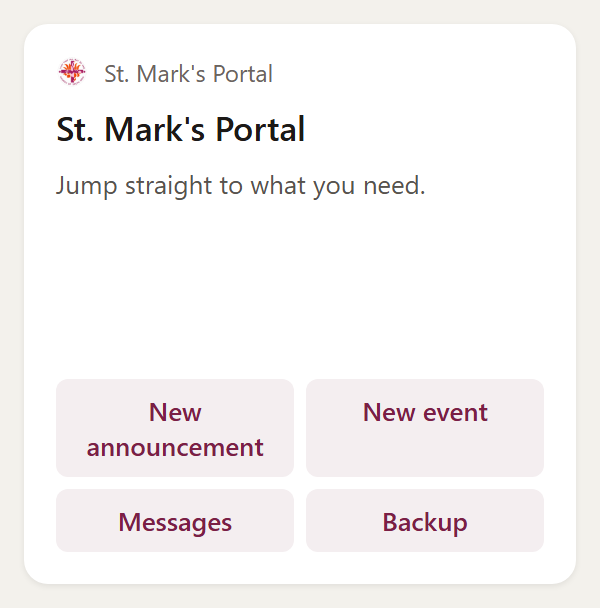 St. Mark's Portal
St. Mark's Portal
Jump straight to what you need.
New
announcement
New event
Messages
Backup